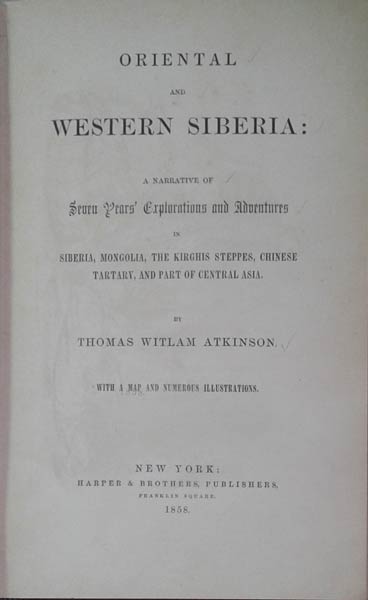 ORIENTAL
AND
WESTERN SIBERIA:
A NARRATIVE OF
Seven Years' Explorations and Adventures
IN
SIBERIA, MONGOLIA, THE KIRGHIS STEPPES, CHINESE
TARTARY, AND PART OF CENTRAL ASIA.
BY
THOMAS WITLAM ATKINSON.
WITH A MAP AND NUMEROUS ILLUSTRATIONS.
1858
NEW YORK:
HARPER & BROTHERS, PUBLISHERS,
FRANKLIN SQUARE.
1858.